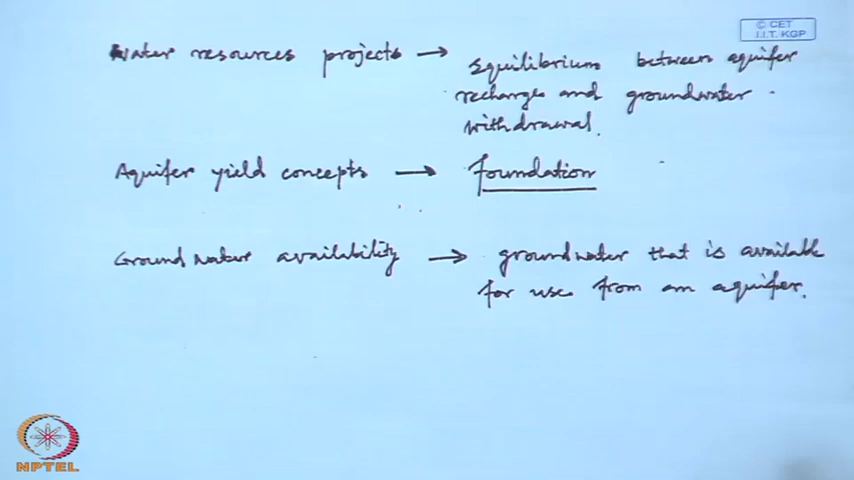 © CET
I.I.T. KGP
Water resources projects → Equilibrium between aquifer
recharge and groundwater
withdrawal.
Aquifer yield concepts → Foundation
Groundwater availability → groundwater that is available
for use from an aquifer.
NPTEL